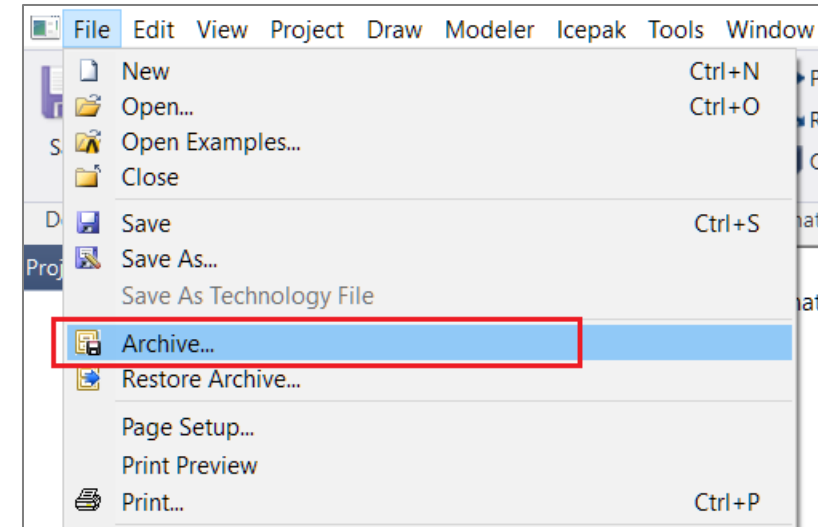 File Edit View Project Draw Modeler Icepak Tools Window
New Ctrl+N
Open... Ctrl+O
Open Examples...
Close
Save Ctrl+S
Save As...
Save As Technology File
Archive...
Restore Archive...
Page Setup...
Print Preview
Print... Ctrl+P